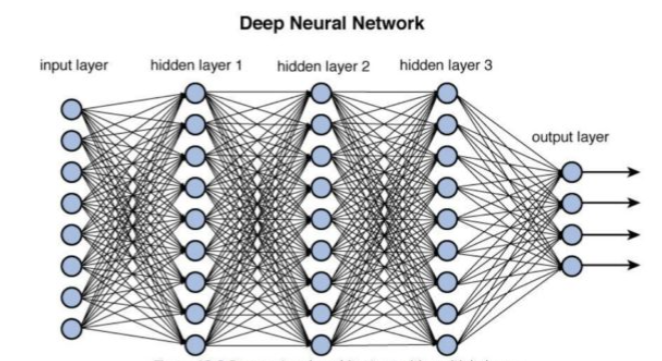 Deep Neural Network
input layer
hidden layer 1
hidden layer 2
hidden layer 3
output layer